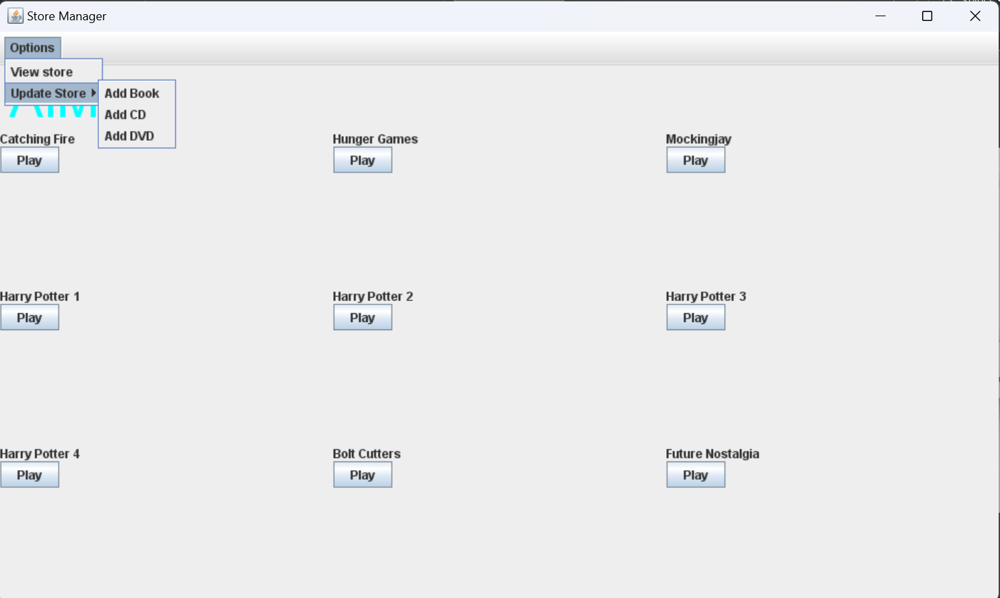 Store Manager
Options
View store
Update Store
Add Book
Add CD
Add DVD
Catching Fire
Hunger Games
Mockingjay
Play
Play
Play
Harry Potter 1
Harry Potter 2
Harry Potter 3
Play
Play
Play
Harry Potter 4
Bolt Cutters
Future Nostalgia
Play
Play
Play